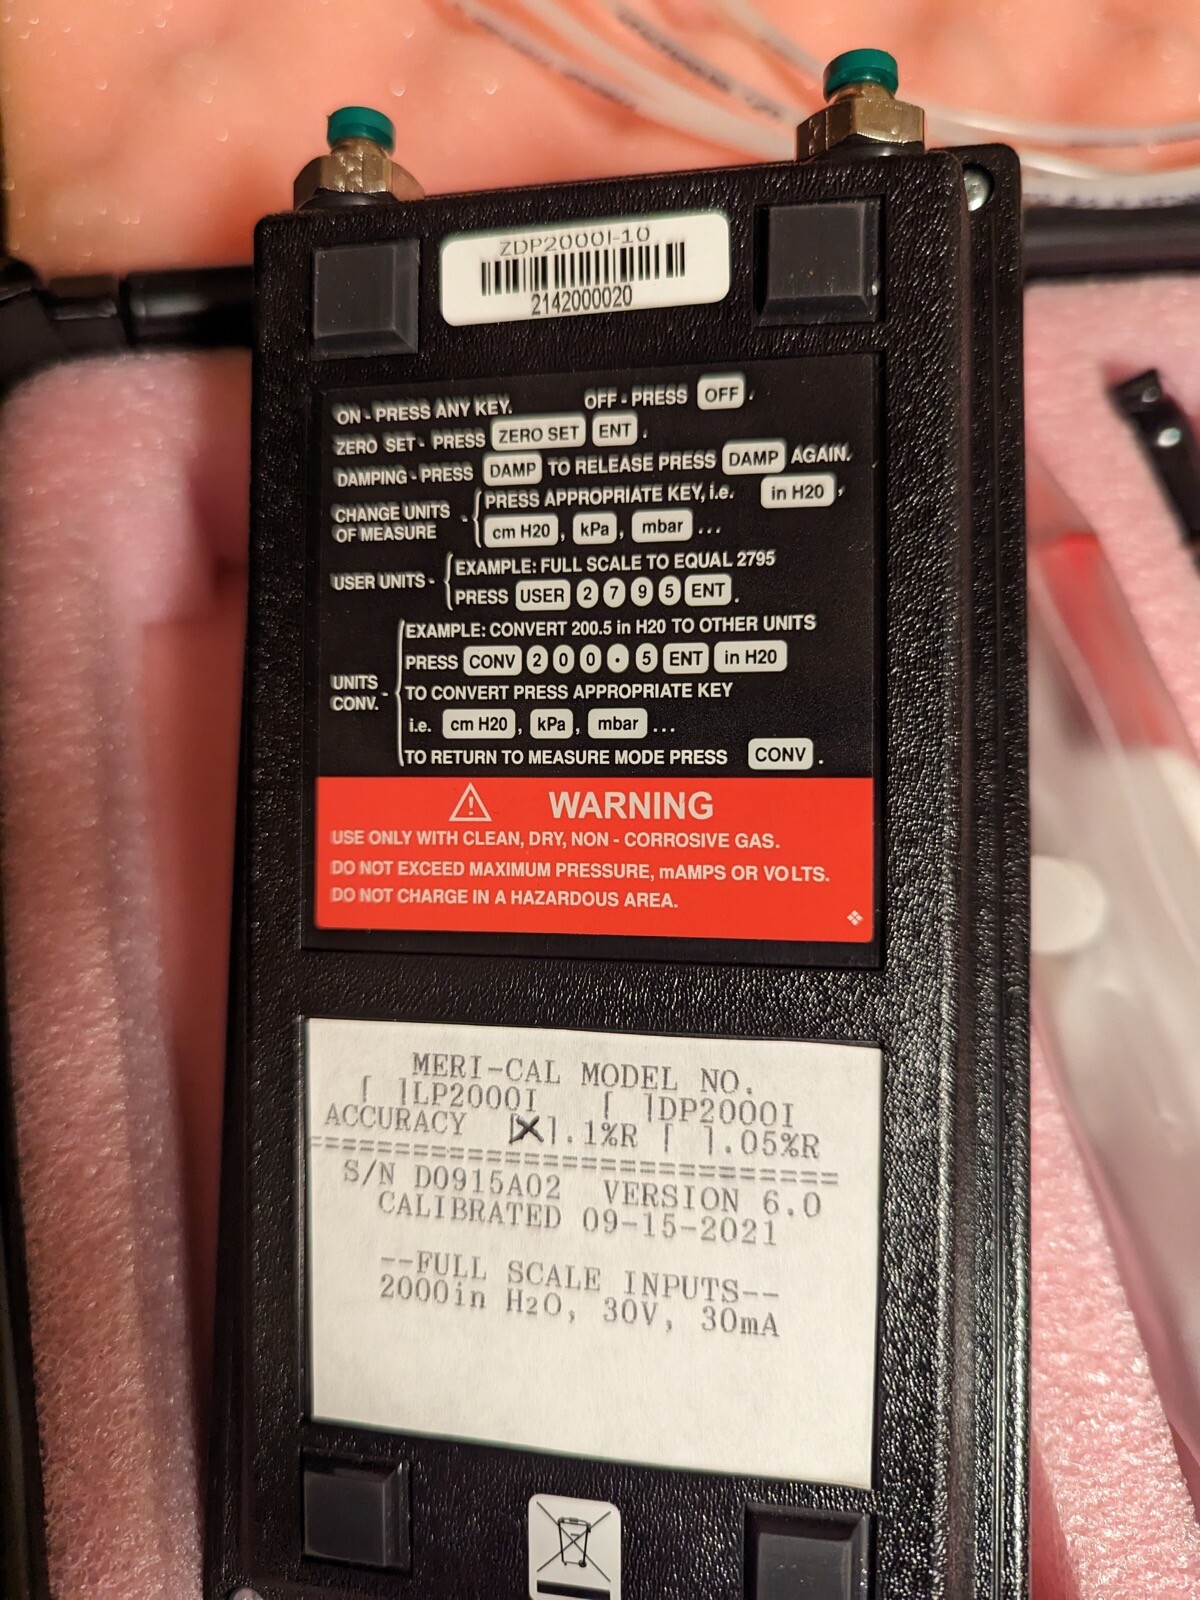 ZDP2000I-10
2142000020
ON - PRESS ANY KEY. OFF - PRESS OFF .
ZERO SET - PRESS ZERO SET ENT .
DAMPING - PRESS DAMP TO RELEASE PRESS DAMP AGAIN.
CHANGE UNITS OF MEASURE - PRESS APPROPRIATE KEY, i.e. in H20 ,
cm H20 , kPa , mbar ...
USER UNITS - EXAMPLE: FULL SCALE TO EQUAL 2795
PRESS USER 2 7 9 5 ENT .
EXAMPLE: CONVERT 200.5 in H20 TO OTHER UNITS
PRESS CONV 2 0 0 . 5 ENT in H20
UNITS CONV. - TO CONVERT PRESS APPROPRIATE KEY
i.e. cm H20 , kPa , mbar ...
TO RETURN TO MEASURE MODE PRESS CONV .
WARNING
USE ONLY WITH CLEAN, DRY, NON - CORROSIVE GAS.
DO NOT EXCEED MAXIMUM PRESSURE, mAMPS OR VOLTS.
DO NOT CHARGE IN A HAZARDOUS AREA.
MERI-CAL MODEL NO.
[ ]LP2000I [ ]DP2000I
ACCURACY [X].1%R [ ].05%R
==============================
S/N D0915A02 VERSION 6.0
CALIBRATED 09-15-2021
--FULL SCALE INPUTS--
2000in H2O, 30V, 30mA